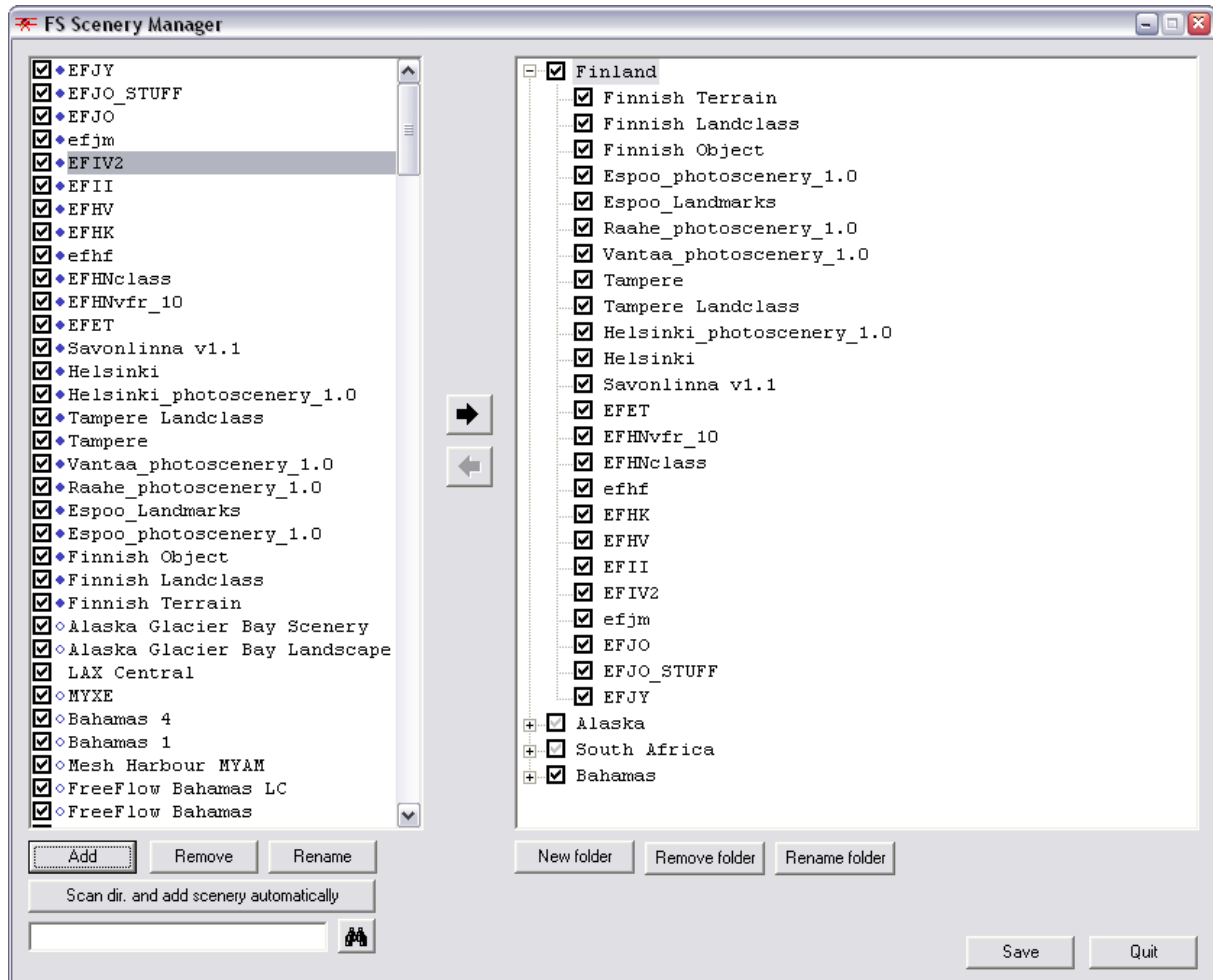 FS Scenery Manager
EFJY
EFJO_STUFF
EFJO
efjm
EFIV2
EFII
EFHV
EFHK
efhf
EFHNclass
EFHNvfr_10
EFET
Savonlinna v1.1
Helsinki
Helsinki_photoscenery_1.0
Tampere Landclass
Tampere
Vantaa_photoscenery_1.0
Raahe_photoscenery_1.0
Espoo_Landmarks
Espoo_photoscenery_1.0
Finnish Object
Finnish Landclass
Finnish Terrain
Alaska Glacier Bay Scenery
Alaska Glacier Bay Landscape
LAX Central
MYXE
Bahamas 4
Bahamas 1
Mesh Harbour MYAM
FreeFlow Bahamas LC
FreeFlow Bahamas
Add Remove Rename
Scan dir. and add scenery automatically
Finland
Finnish Terrain
Finnish Landclass
Finnish Object
Espoo_photoscenery_1.0
Espoo_Landmarks
Raahe_photoscenery_1.0
Vantaa_photoscenery_1.0
Tampere
Tampere Landclass
Helsinki_photoscenery_1.0
Helsinki
Savonlinna v1.1
EFET
EFHNvfr_10
EFHNclass
efhf
EFHK
EFHV
EFII
EFIV2
efjm
EFJO
EFJO_STUFF
EFJY
Alaska
South Africa
Bahamas
New folder Remove folder Rename folder
Save Quit